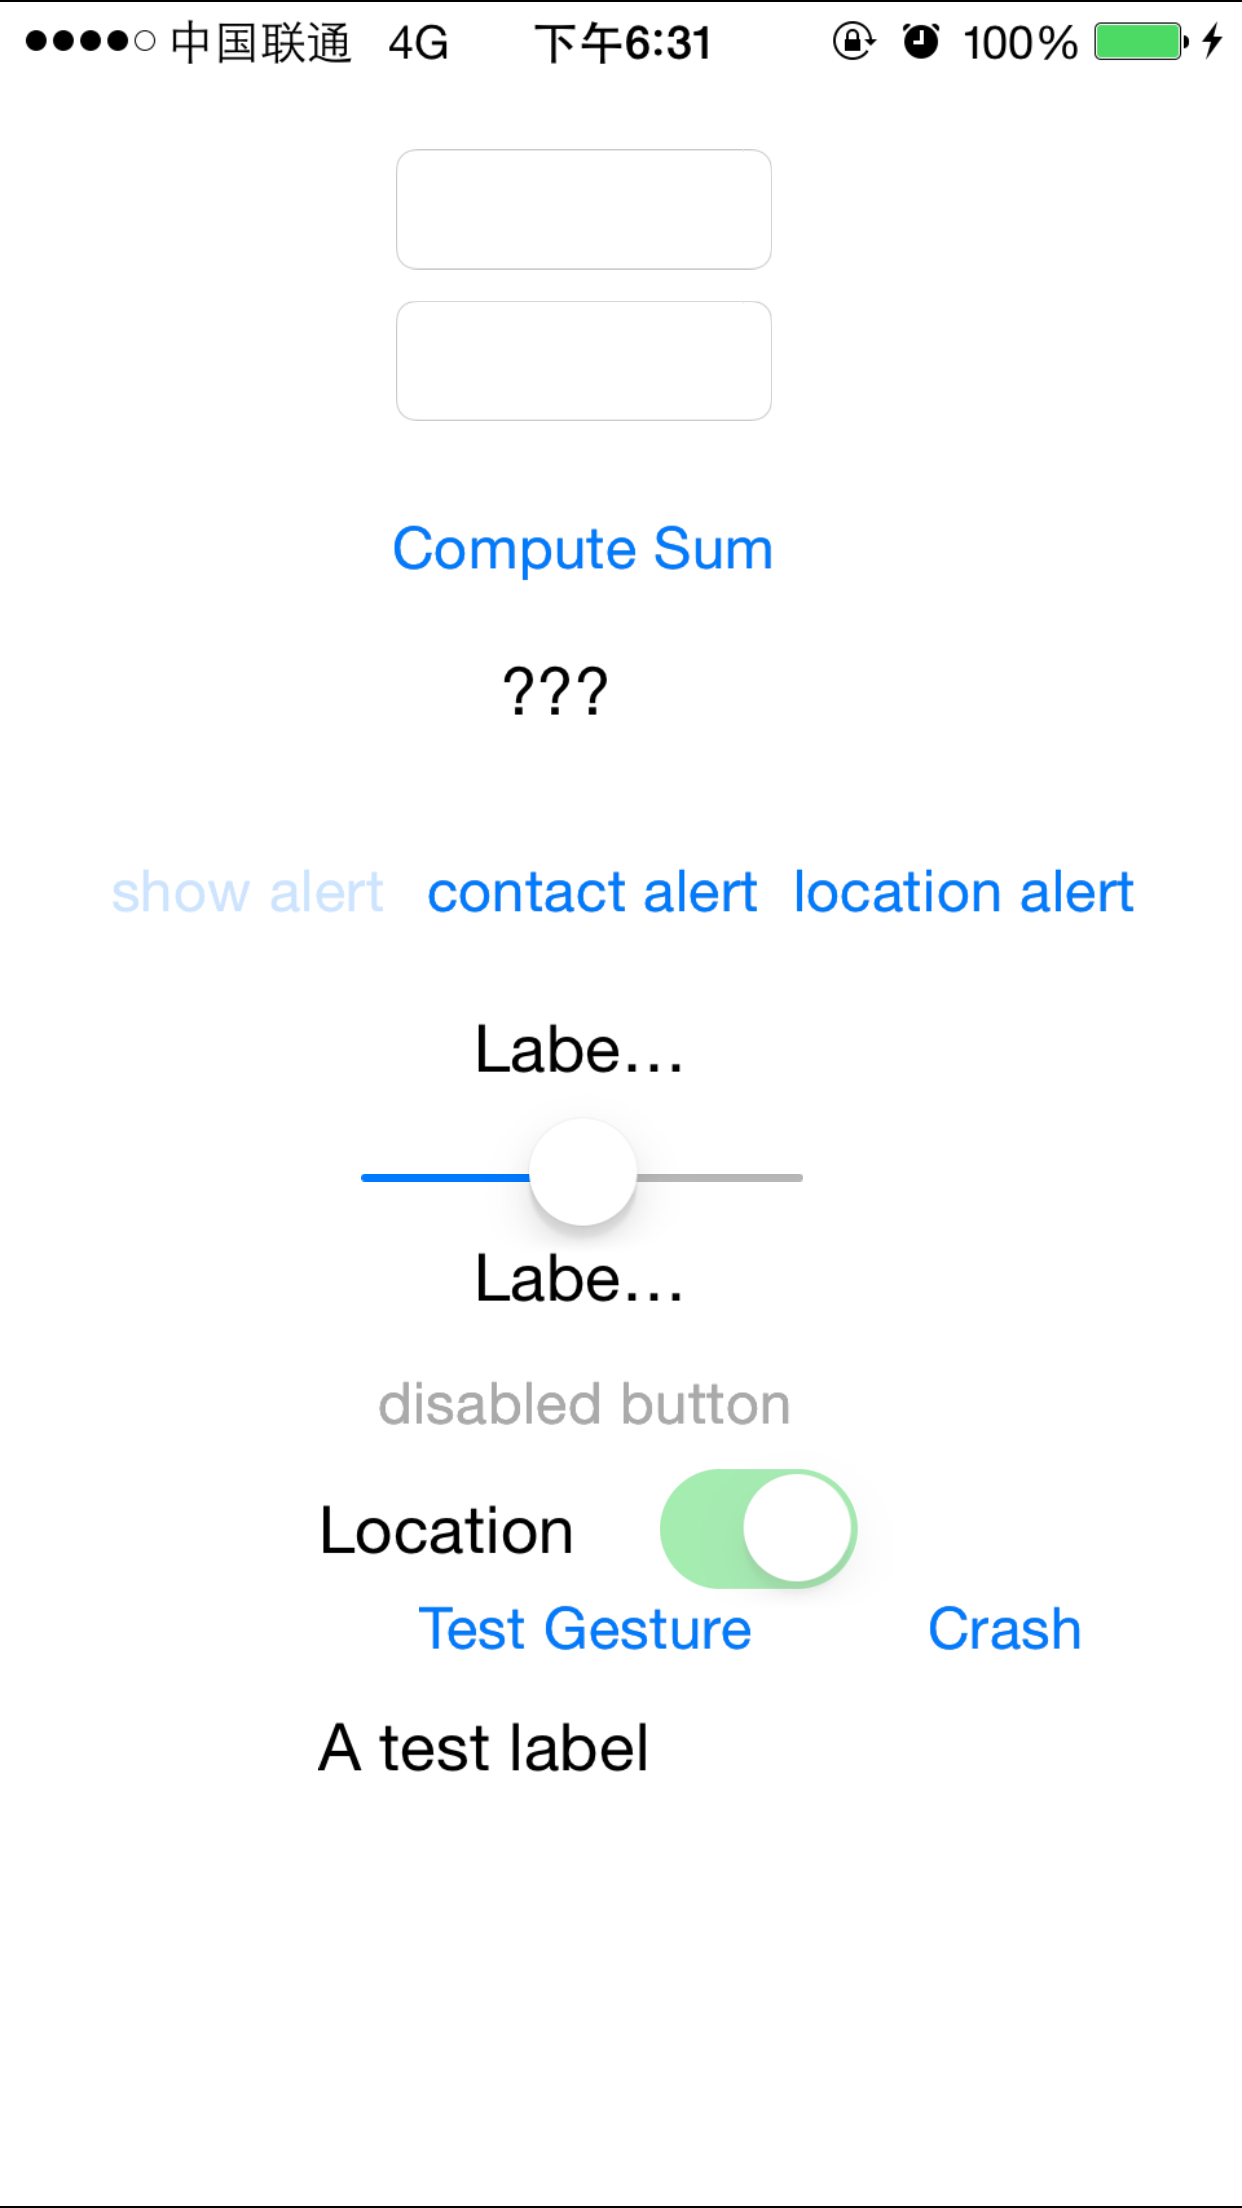 中国联通 4G 下午6:31 100%
Compute Sum
???
show alert contact alert location alert
Labe...
Labe...
disabled button
Location
Test Gesture Crash
A test label